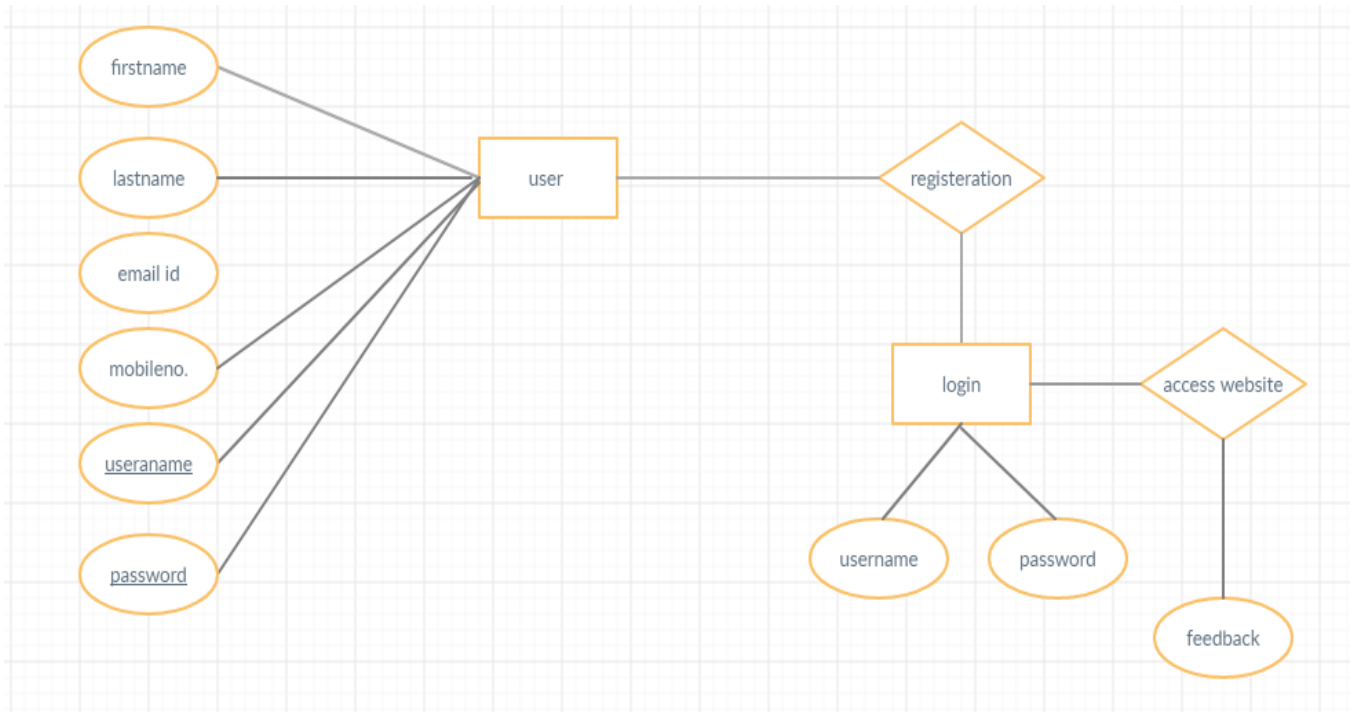 firstname
lastname
email id
mobileno.
useraname
password
user
registeration
login
access website
username
password
feedback